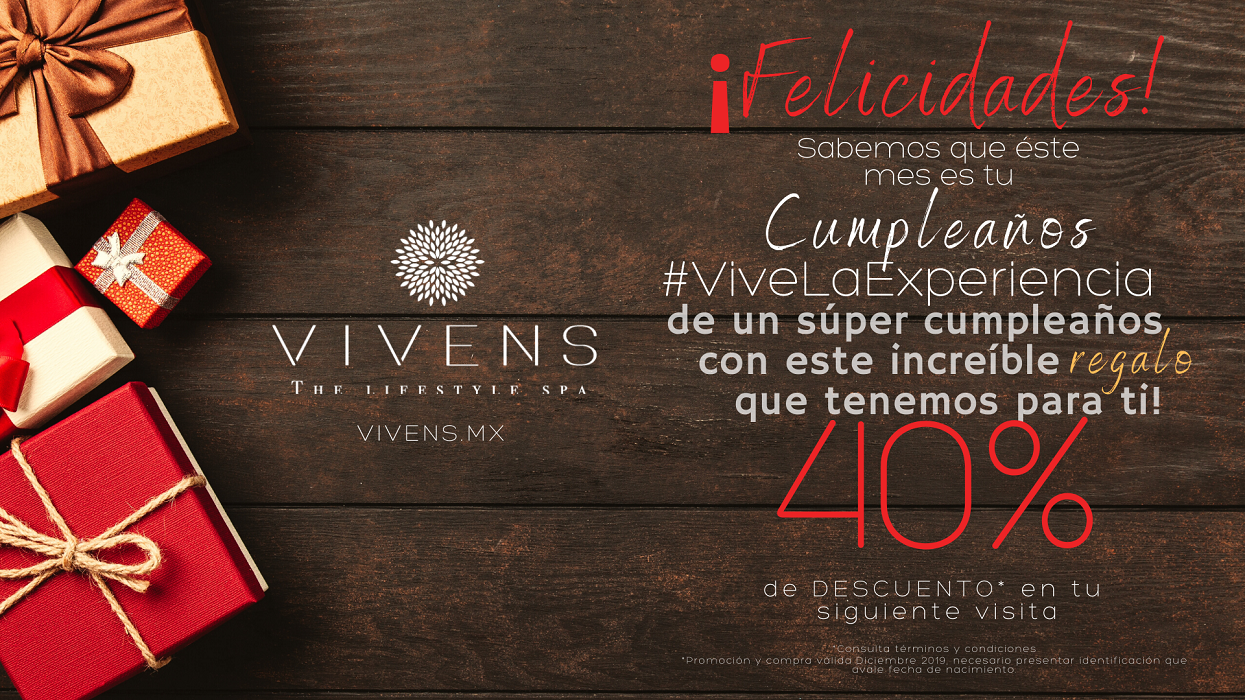 VIVENS
THE LIFESTYLE SPA
VIVENS.MX
¡Felicidades!
Sabemos que éste
mes es tu
Cumpleaños
#ViveLaExperiencia
de un súper cumpleaños
con este increíble regalo
que tenemos para ti!
40%
de DESCUENTO* en tu
siguiente visita
*Consulta términos y condiciones
*Promoción y compra válida Diciembre 2019, necesario presentar identificación que
avale fecha de nacimiento.